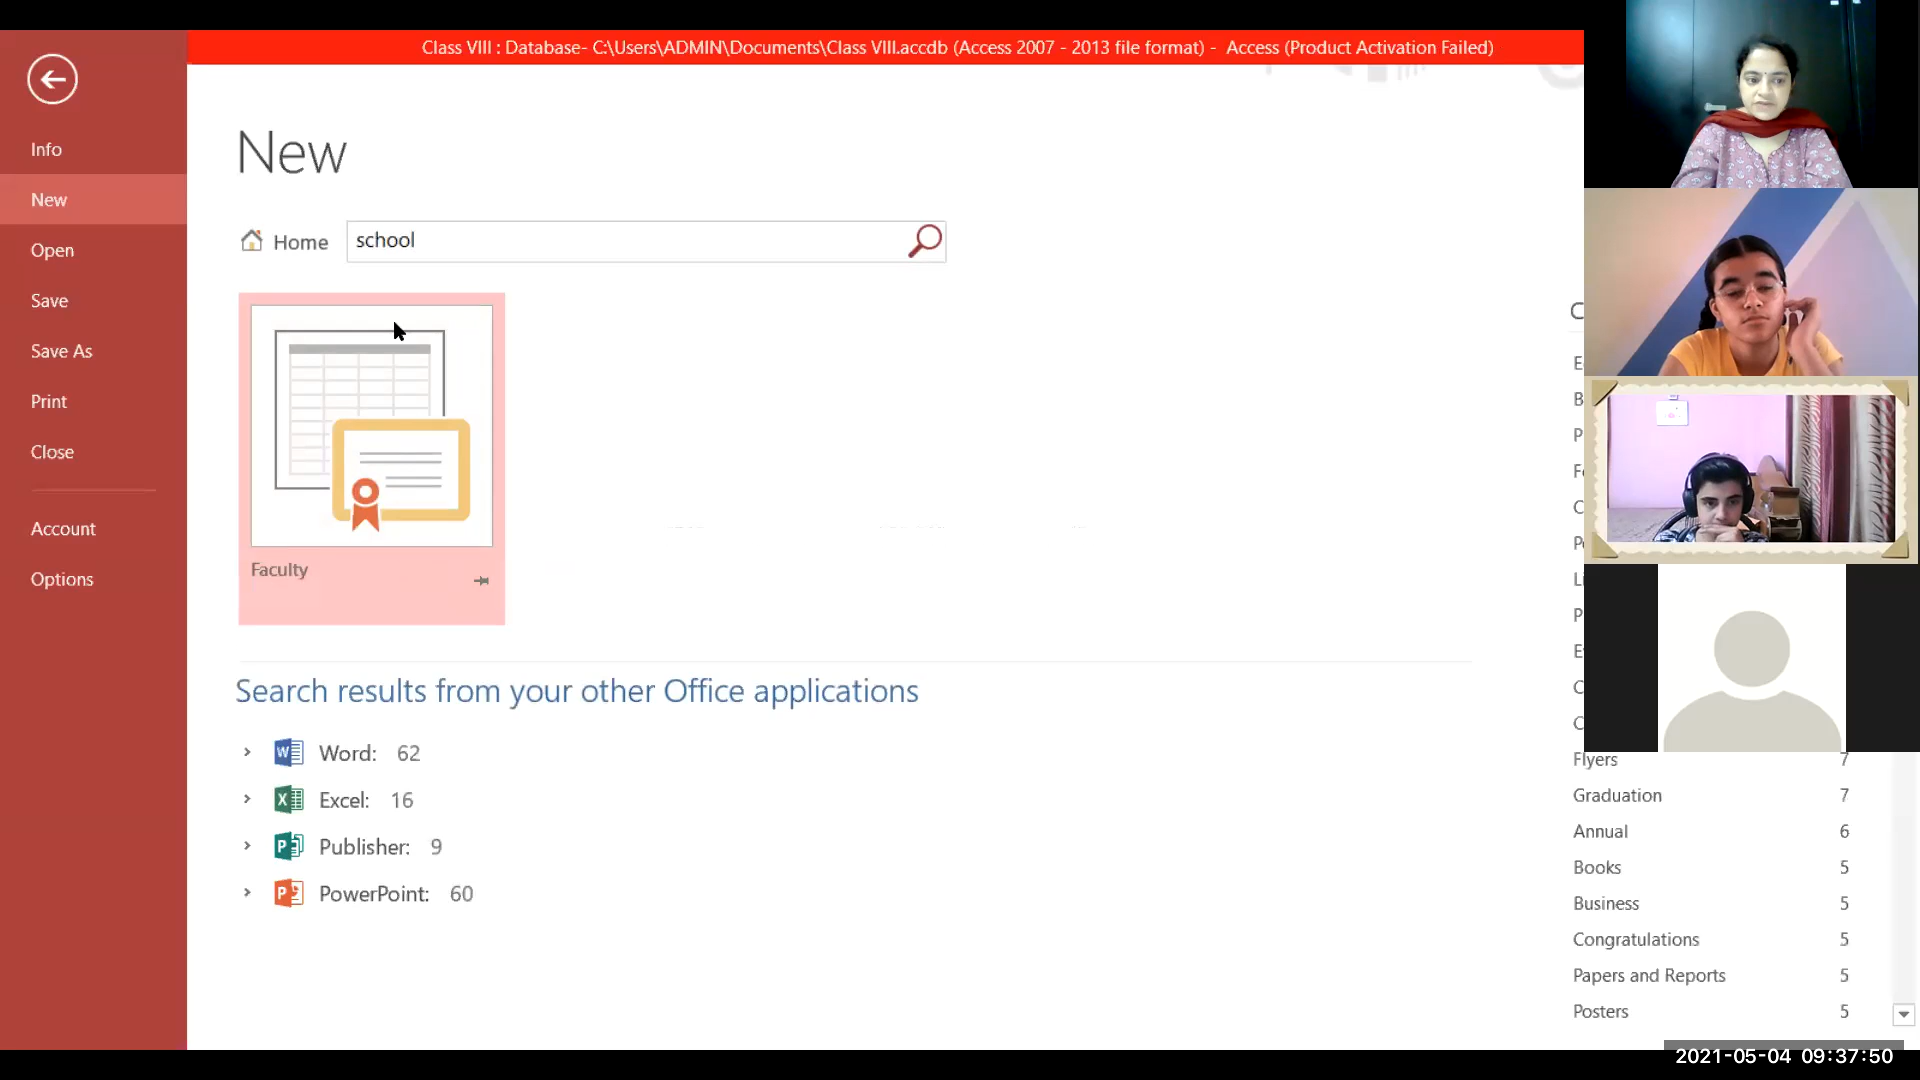 Class VIII : Database- C:\Users\ADMIN\Documents\Class VIII.accdb (Access 2007 - 2013 file format) - Access (Product Activation Failed)
Info
New
Open
Save
Save As
Print
Close
Account
Options
New
Home
school
Faculty
Search results from your other Office applications
Word: 62
Excel: 16
Publisher: 9
PowerPoint: 60
Flyers 7
Graduation 7
Annual 6
Books 5
Business 5
Congratulations 5
Papers and Reports 5
Posters 5
2021-05-04 09:37:50